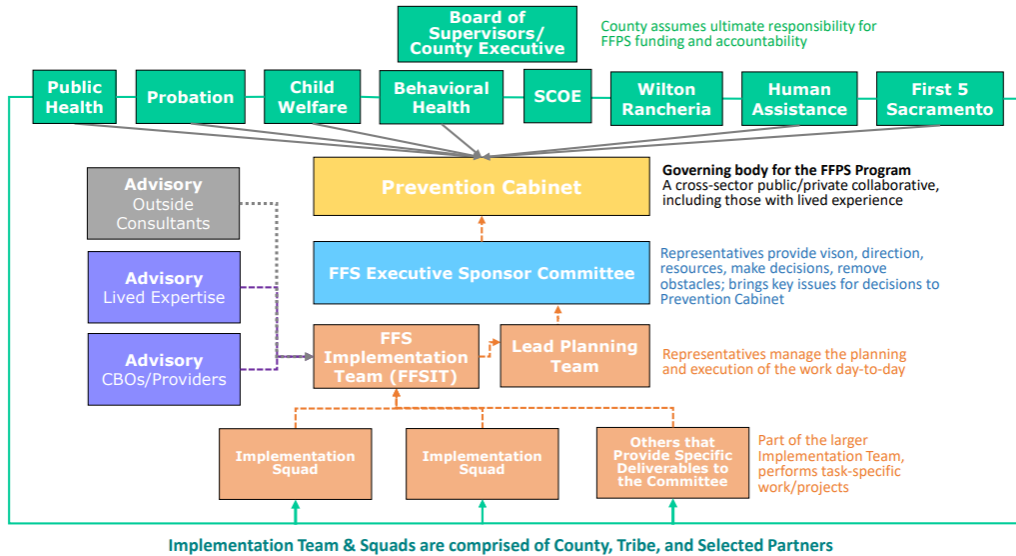 Board of
Supervisors/
County Executive
County assumes ultimate responsibility for
FFPS funding and accountability
Public
Health
Probation
Child
Welfare
Behavioral
Health
SCOE
Wilton
Rancheria
Human
Assistance
First 5
Sacramento
Prevention Cabinet
Governing body for the FFPS Program
A cross-sector public/private collaborative,
including those with lived experience
Advisory
Outside
Consultants
FFS Executive Sponsor Committee
Representatives provide vison, direction,
resources, make decisions, remove
obstacles; brings key issues for decisions to
Prevention Cabinet
Advisory
Lived Expertise
FFS
Implementation
Team (FFSIT)
Lead Planning
Team
Representatives manage the planning
and execution of the work day-to-day
Advisory
CBOs/Providers
Implementation
Squad
Implementation
Squad
Others that
Provide Specific
Deliverables to
the Committee
Part of the larger
Implementation Team,
performs task-specific
work/projects
Implementation Team & Squads are comprised of County, Tribe, and Selected Partners